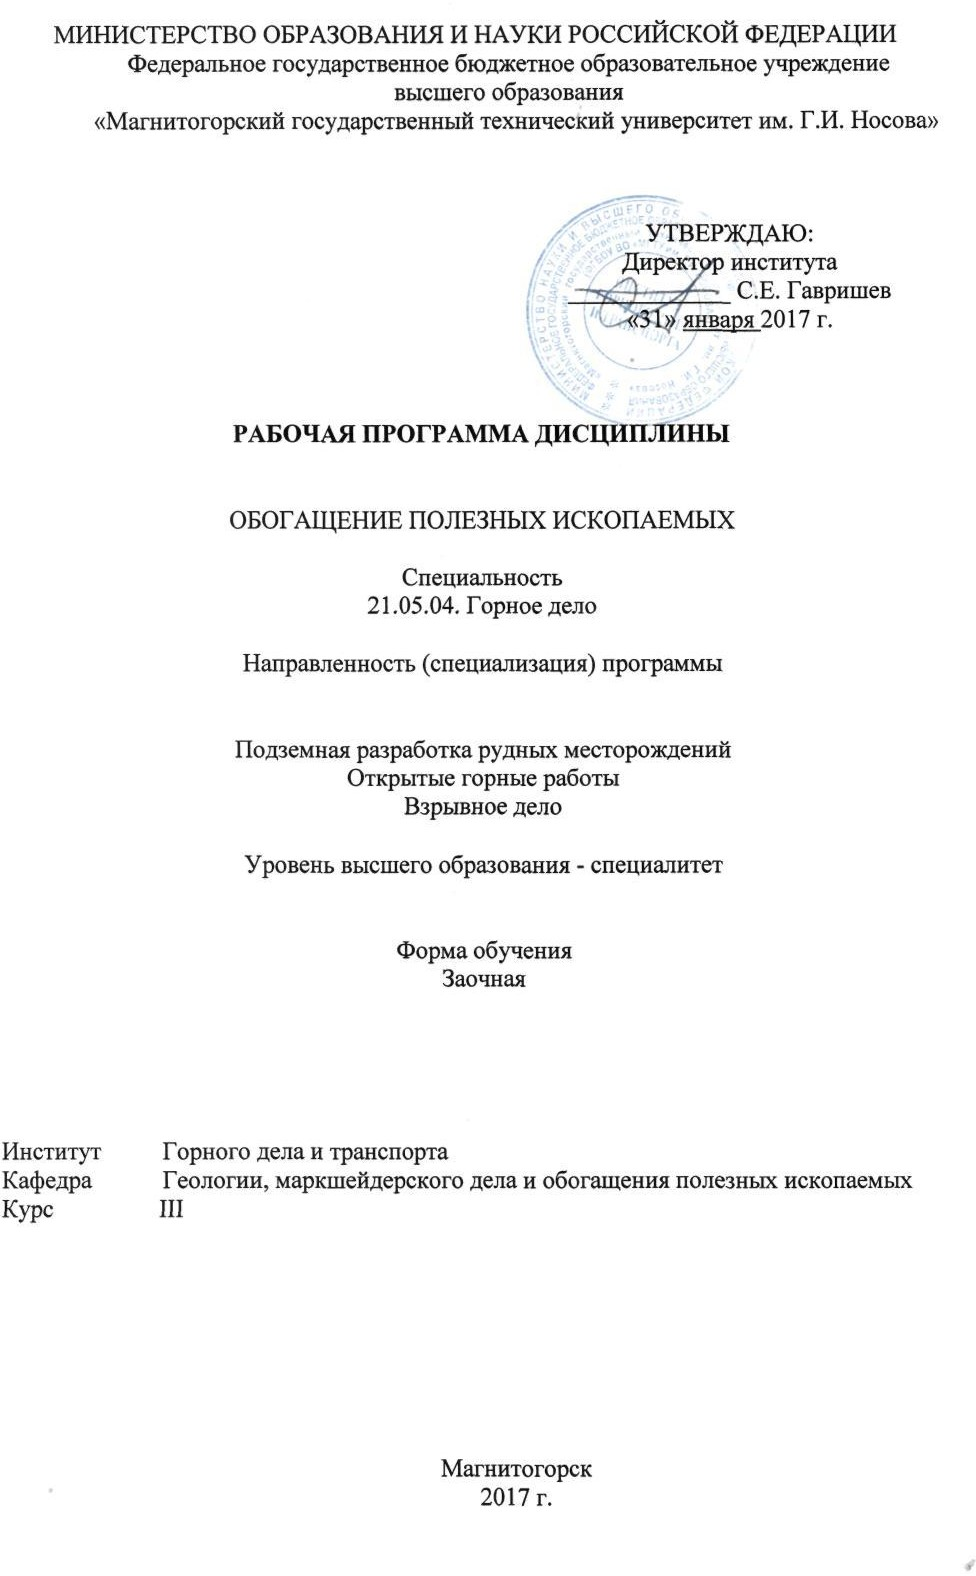 МИНИСТЕРСТВО ОБРАЗОВАНИЯ И НАУКИ РОССИЙСКОЙ ФЕДЕРАЦИИ
Федеральное государственное бюджетное образовательное учреждение
высшего образования
«Магнитогорский государственный технический университет им. Г.И. Носова»
УТВЕРЖДАЮ:
Директор института
С.Е. Гавришев
«31» января 2017 г.
РАБОЧАЯ ПРОГРАММА ДИСЦИПЛИНЫ
ОБОГАЩЕНИЕ ПОЛЕЗНЫХ ИСКОПАЕМЫХ
Специальность
21.05.04. Горное дело
Направленность (специализация) программы
Подземная разработка рудных месторождений
Открытые горные работы
Взрывное дело
Уровень высшего образования - специалитет
Форма обучения
Заочная
Институт Горного дела и транспорта
Кафедра Геологии, маркшейдерского дела и обогащения полезных ископаемых
Курс III
Магнитогорск
2017 г.